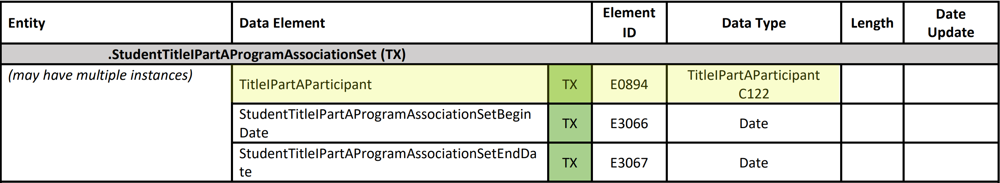 Entity Data Element Element ID Data Type Length Date Update
.StudentTitleIPartAProgramAssociationSet (TX)
(may have multiple instances) TitleIPartAParticipant TX E0894 TitleIPartAParticipant C122
StudentTitleIPartAProgramAssociationSetBegin
Date TX E3066 Date
StudentTitleIPartAProgramAssociationSetEndDa
te TX E3067 Date